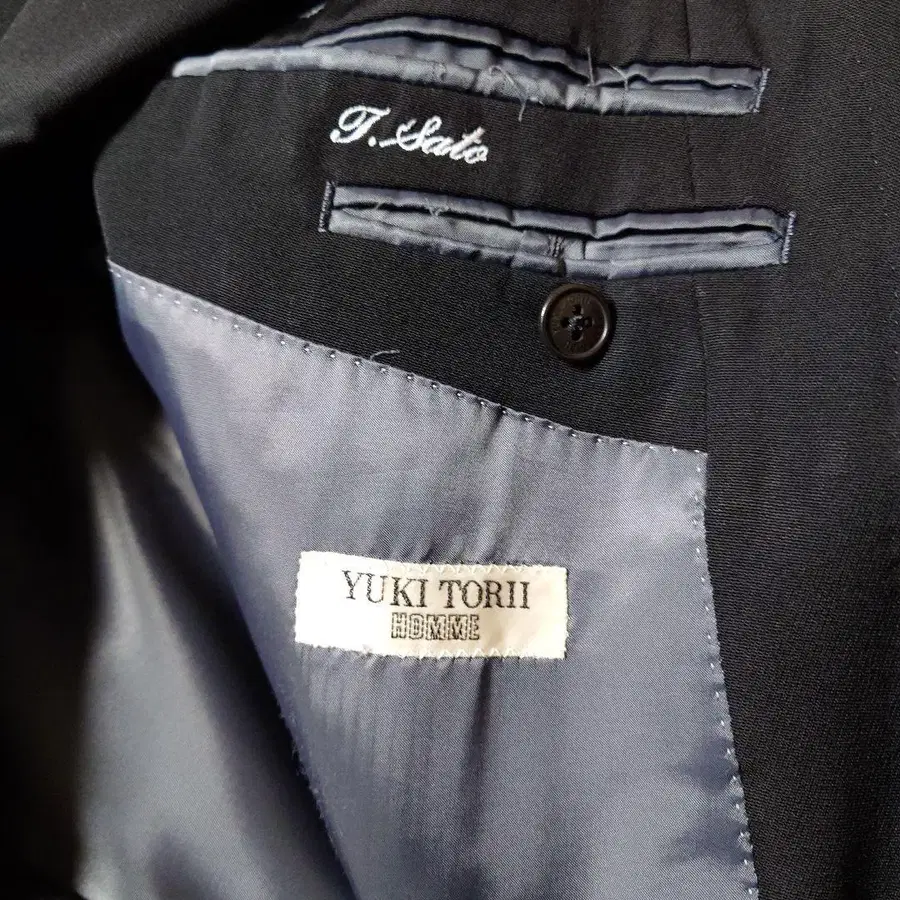 T. Sato
YUKI TORII
HOMME